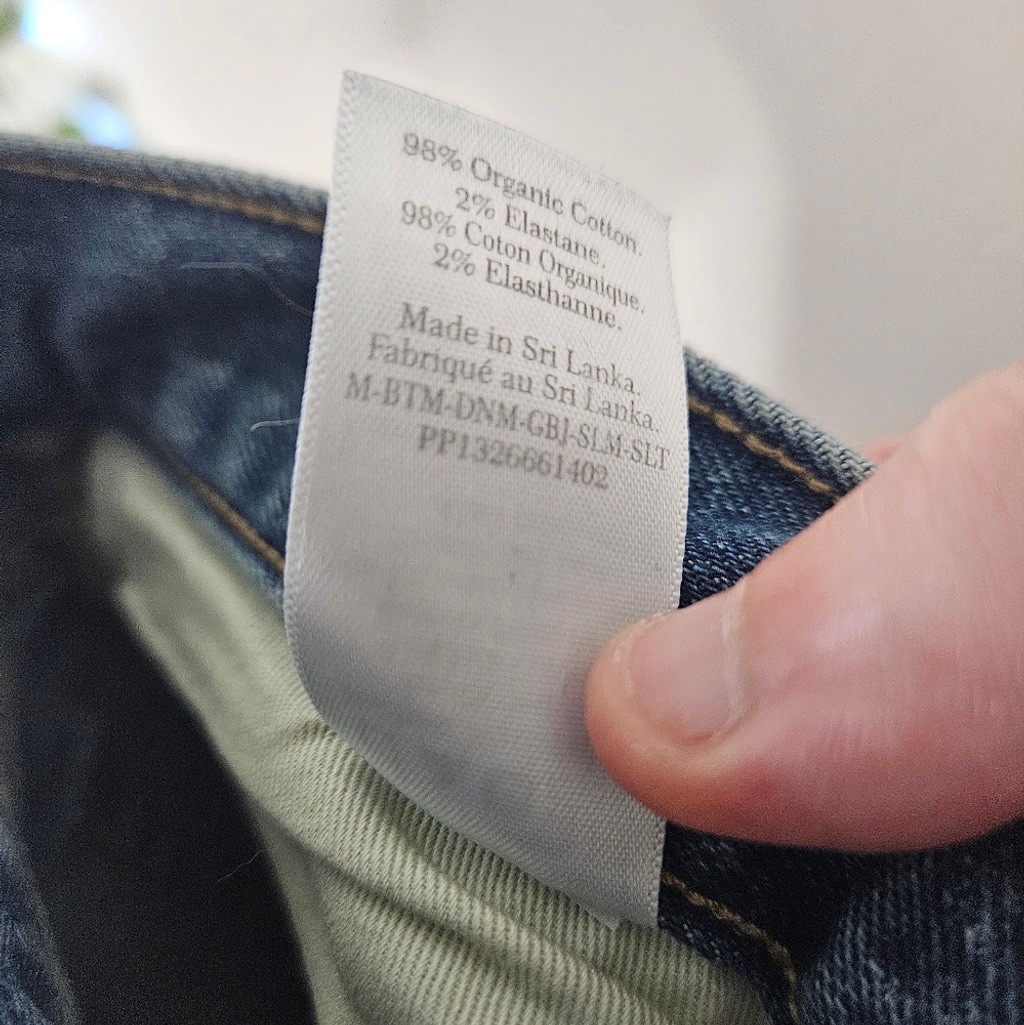 98% Organic Cotton.
2% Elastane.
98% Coton Organique.
2% Elasthanne.
Made in Sri Lanka.
Fabriqué au Sri Lanka.
M-BTM-DNM-GBJ-SLM-SLT
PP1326661402